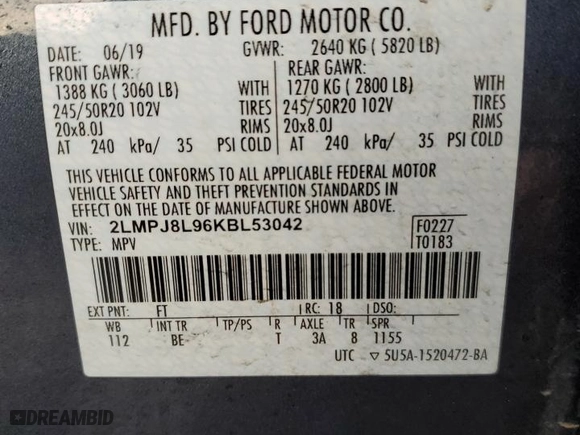 MFD. BY FORD MOTOR CO.
DATE: 06/19 GVWR: 2640 KG ( 5820 LB)
FRONT GAWR: REAR GAWR:
1388 KG ( 3060 LB) WITH 1270 KG ( 2800 LB) WITH
245/50R20 102V TIRES 245/50R20 102V TIRES
20x8.0J RIMS 20x8.0J RIMS
AT 240 kPa/ 35 PSI COLD AT 240 kPa/ 35 PSI COLD
THIS VEHICLE CONFORMS TO ALL APPLICABLE FEDERAL MOTOR
VEHICLE SAFETY AND THEFT PREVENTION STANDARDS IN
EFFECT ON THE DATE OF MANUFACTURE SHOWN ABOVE.
VIN: 2LMPJ8L96KBL53042 F0227
TYPE: MPV T0183
EXT PNT: FT RC: 18 DSO:
WB INT TR TP/PS R AXLE TR SPR
112 BE- T 3A 8 1155
UTC ▽ 5U5A-1520472-BA
DREAMBID